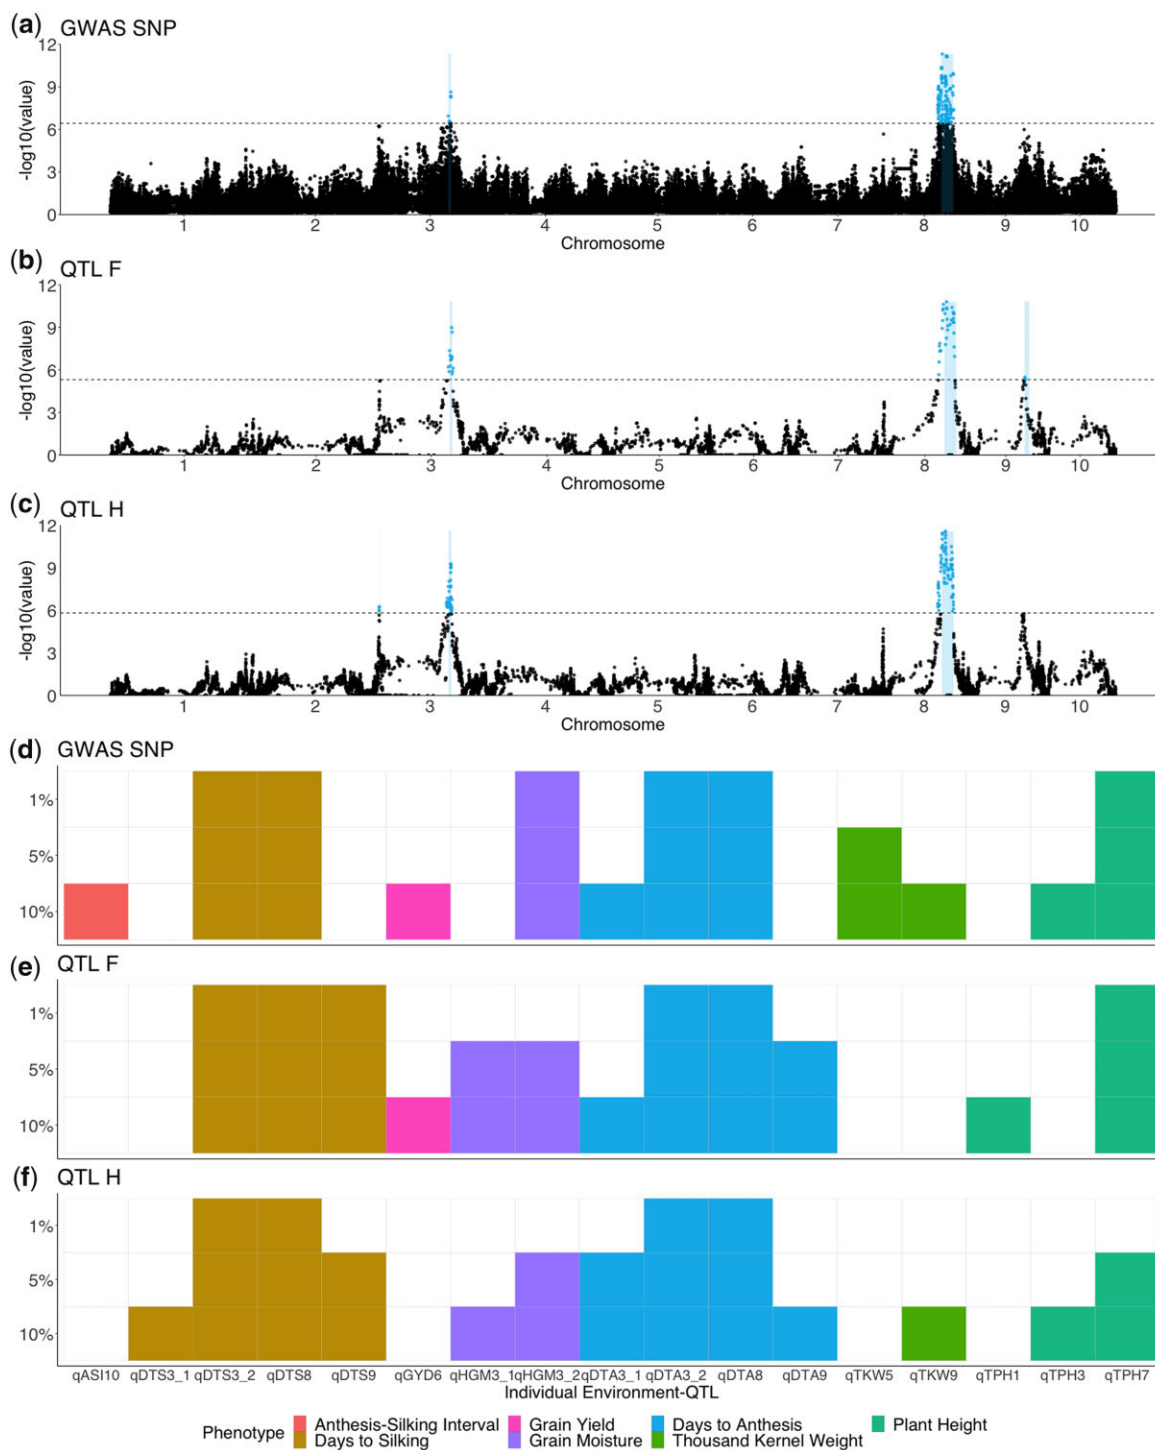 (a) GWAS SNP
12
9
6
3
0
-log10(value)
1 2 3 4 5 6 7 8 9 10
Chromosome
(b) QTL F
12
9
6
3
0
-log10(value)
1 2 3 4 5 6 7 8 9 10
Chromosome
(c) QTL H
12
9
6
3
0
-log10(value)
1 2 3 4 5 6 7 8 9 10
Chromosome
(d) GWAS SNP
1%
5%
10%
(e) QTL F
1%
5%
10%
(f) QTL H
1%
5%
10%
qASI10 qDTS3_1 qDTS3_2 qDTS8 qDTS9 qGYD6 qHGM3_1 qHGM3_2 qDTA3_1 qDTA3_2 qDTA8 qDTA9 qTKW5 qTKW9 qTPH1 qTPH3 qTPH7
Individual Environment-QTL
Phenotype Anthesis-Silking Interval Grain Yield Days to Anthesis Plant Height
Days to Silking Grain Moisture Thousand Kernel Weight